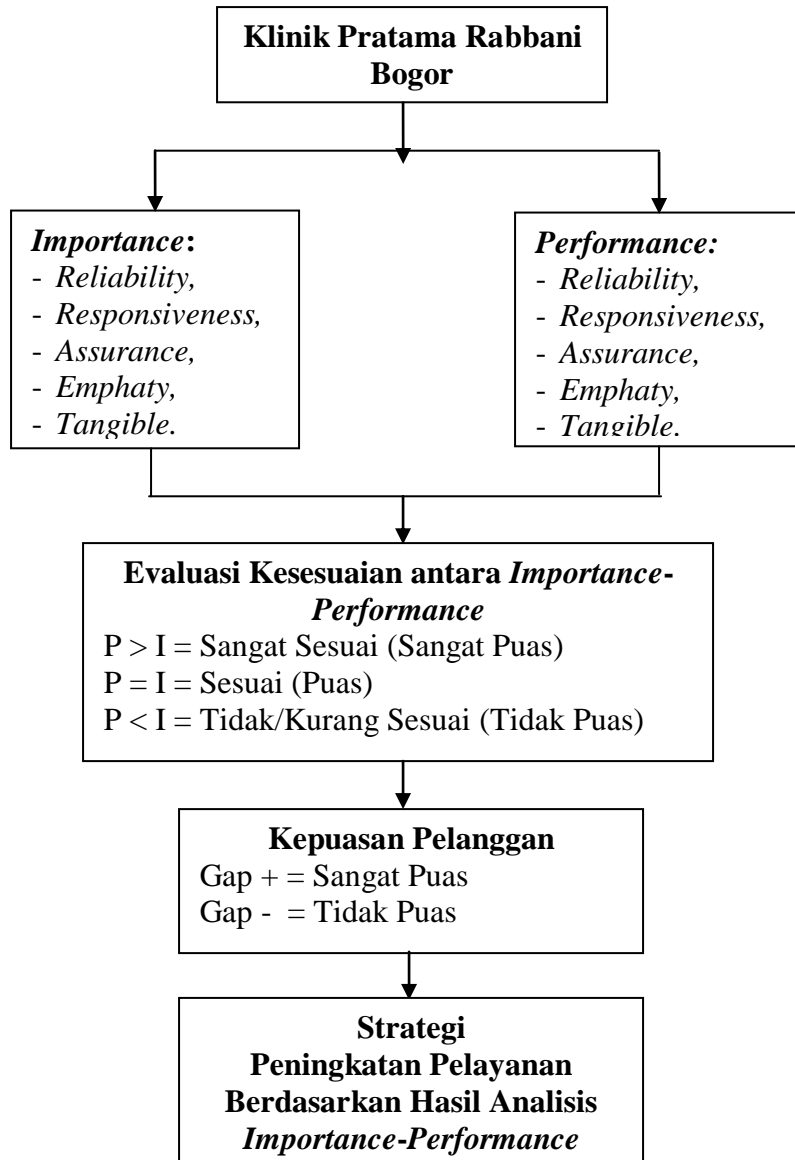 Klinik Pratama Rabbani
Bogor
Importance:
- Reliability,
- Responsiveness,
- Assurance,
- Emphaty,
- Tangible.
Performance:
- Reliability,
- Responsiveness,
- Assurance,
- Emphaty,
- Tangible.
Evaluasi Kesesuaian antara Importance-
Performance
P > I = Sangat Sesuai (Sangat Puas)
P = I = Sesuai (Puas)
P < I = Tidak/Kurang Sesuai (Tidak Puas)
Kepuasan Pelanggan
Gap + = Sangat Puas
Gap - = Tidak Puas
Strategi
Peningkatan Pelayanan
Berdasarkan Hasil Analisis
Importance-Performance